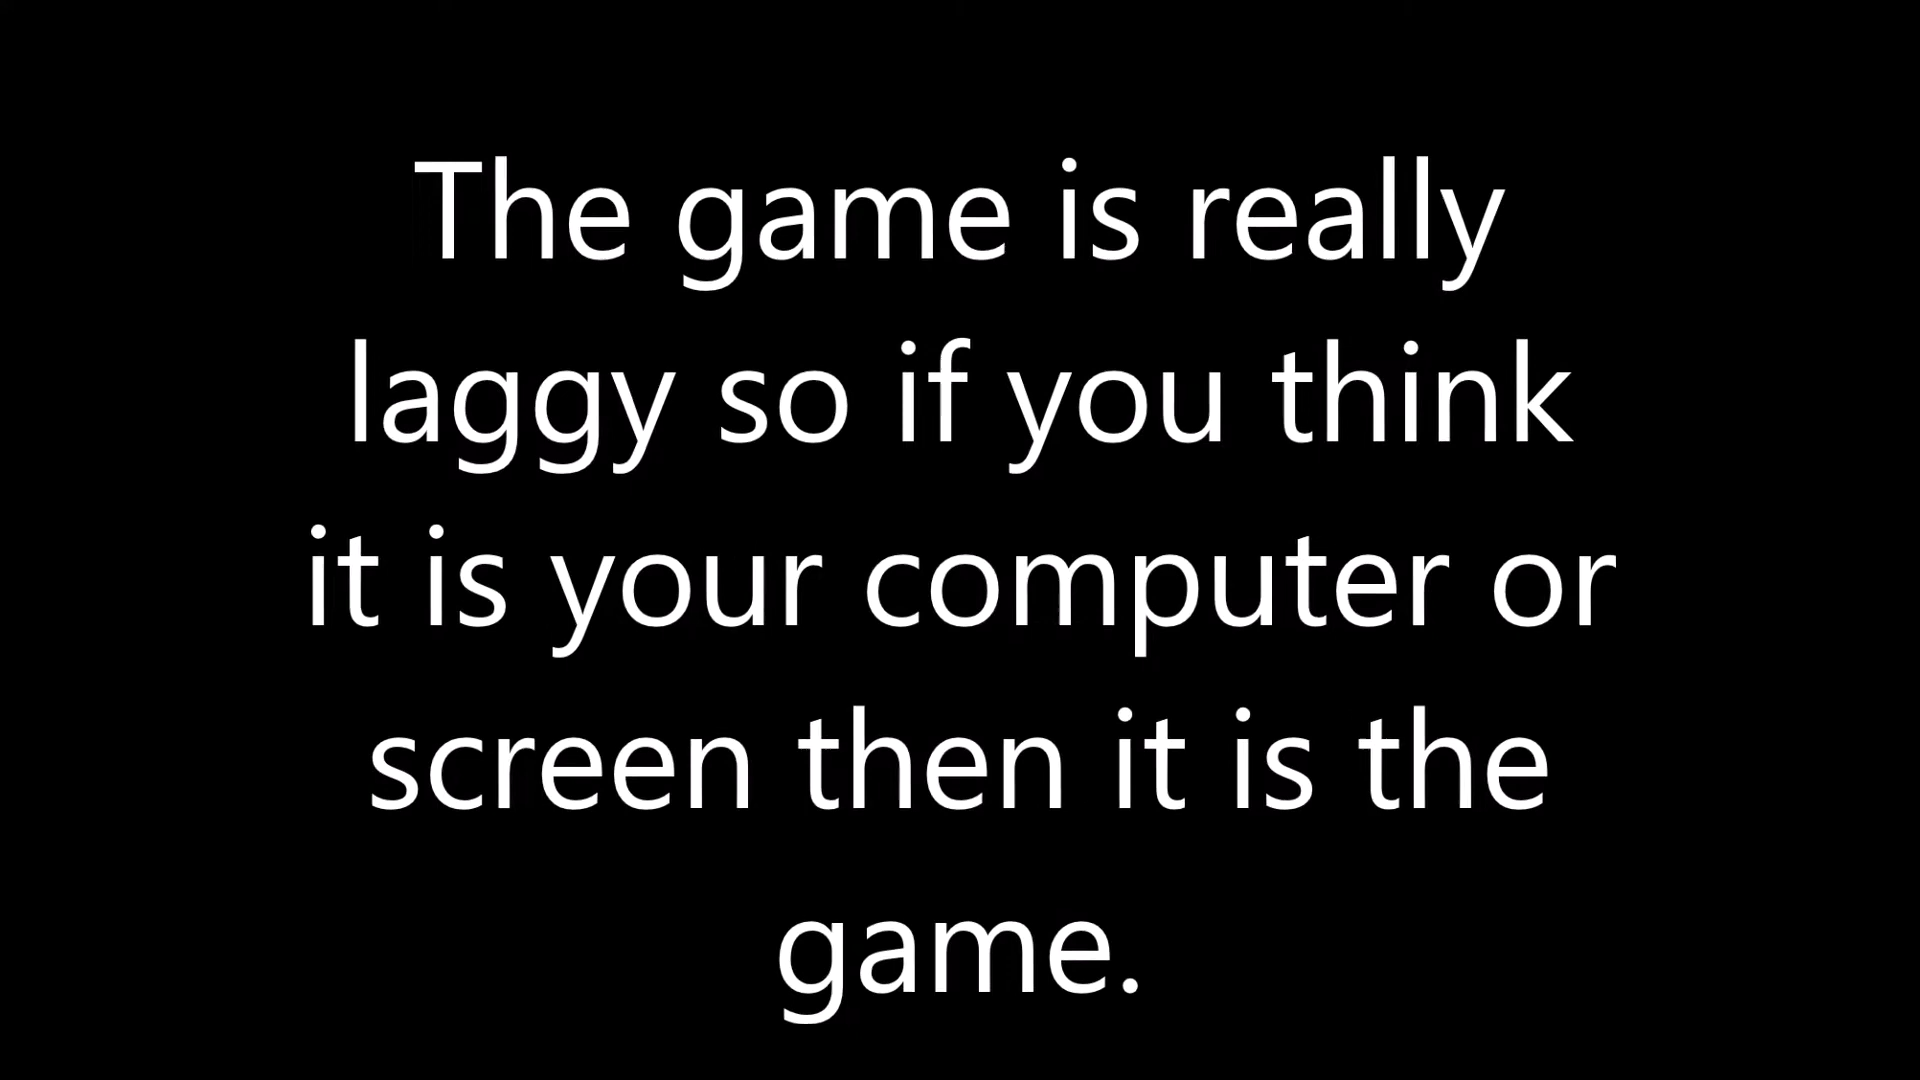 The game is really
laggy so if you think
it is your computer or
screen then it is the
game.